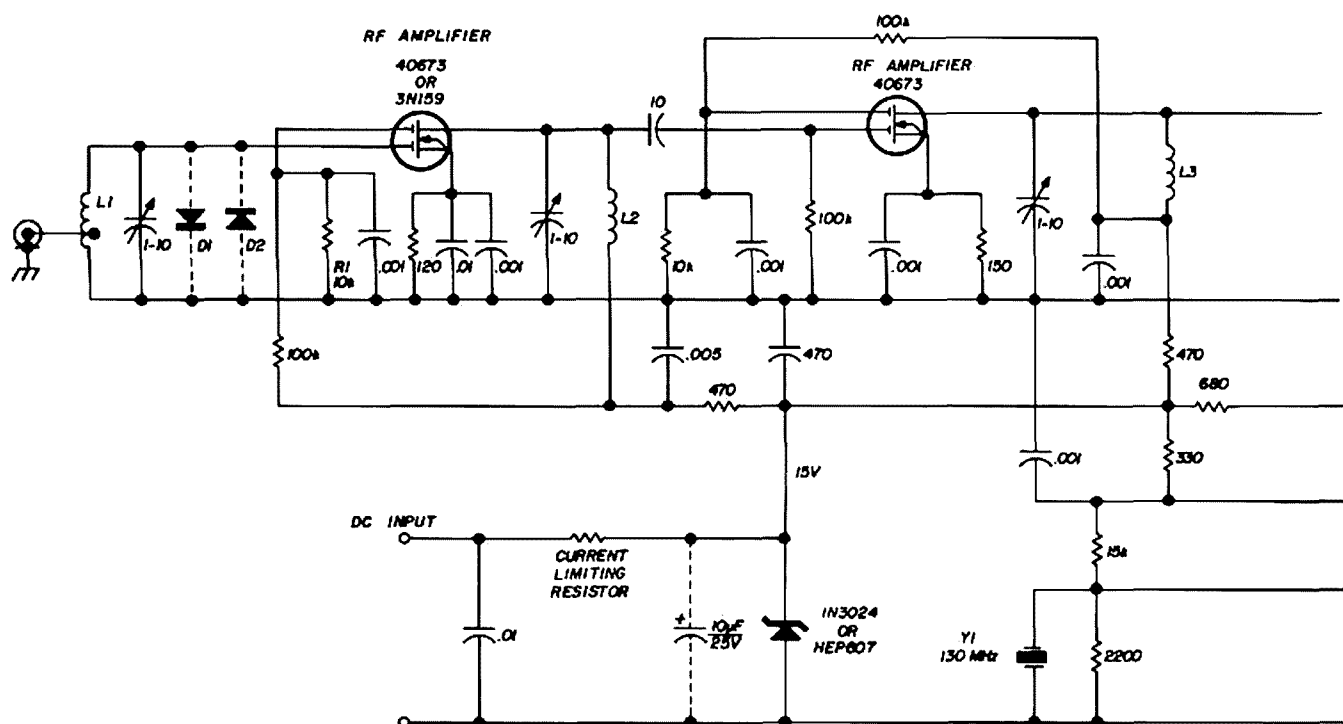 100k
RF AMPLIFIER
40673
OR
3N159
RF AMPLIFIER
40673
10
L1
1-10
D1
D2
R1
10k
.001
120
.01
.001
1-10
L2
10k
.001
100k
.001
150
1-10
L3
.001
100k
.005
470
470
470
680
15V
.001
330
DC INPUT
CURRENT
LIMITING
RESISTOR
15k
.01
+
10µF
25V
1N3024
OR
HEP607
Y1
130 MHz
2200